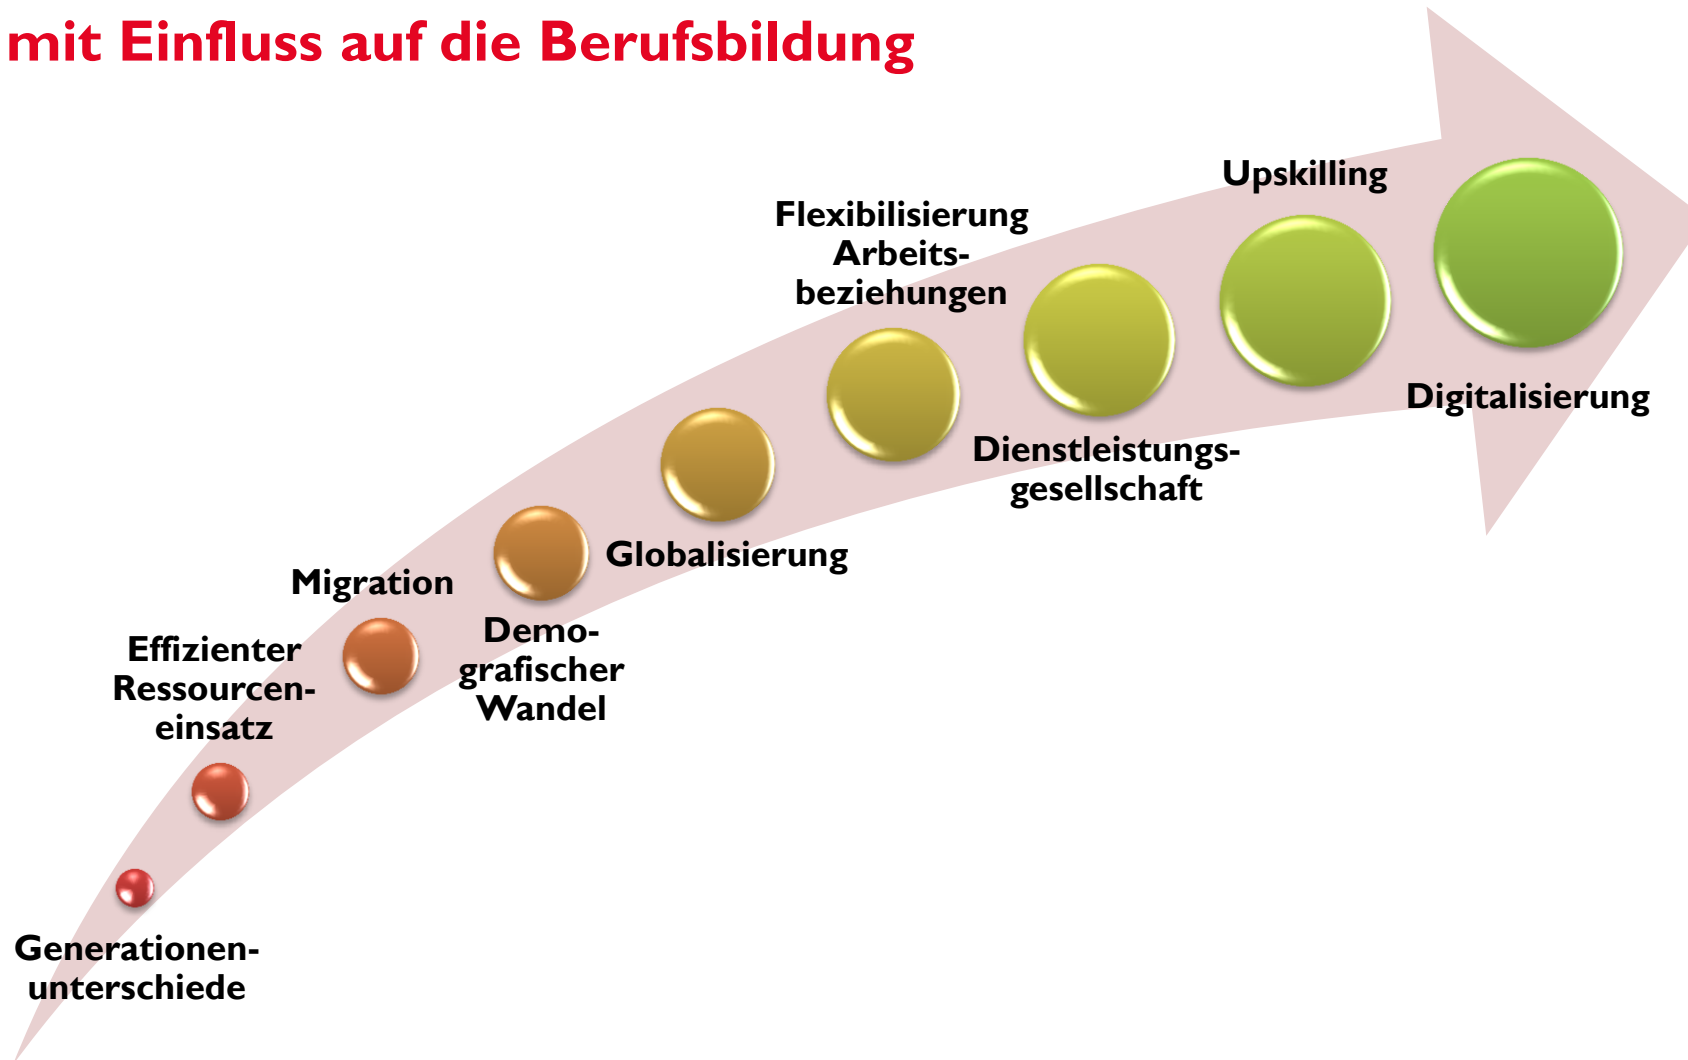 mit Einfluss auf die Berufsbildung
Upskilling
Flexibilisierung
Arbeits-
beziehungen
Digitalisierung
Dienstleistungs-
gesellschaft
Globalisierung
Migration
Demo-
grafischer
Wandel
Effizienter
Ressourcen-
einsatz
Generationen-
unterschiede